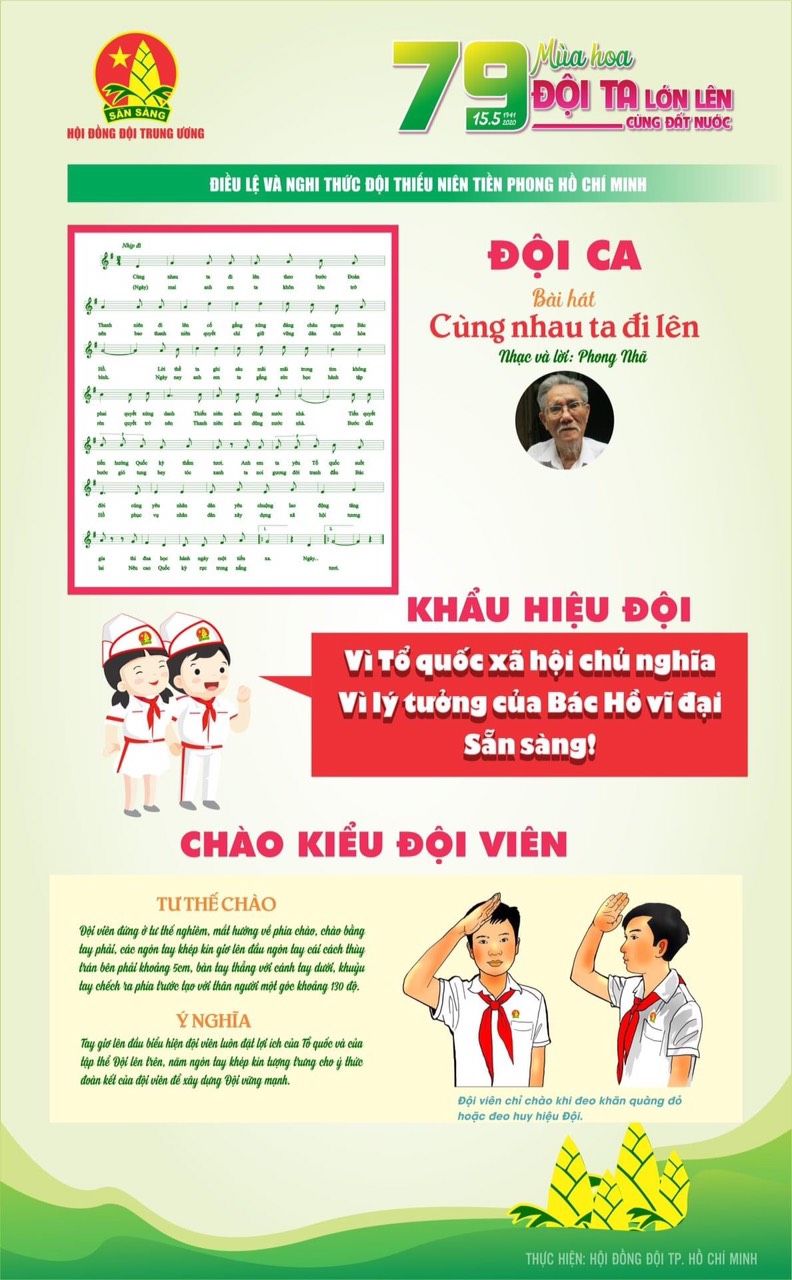 SẴN SÀNG
HỘI ĐỒNG ĐỘI TRUNG ƯƠNG
79 Mùa hoa
15.5 1941 2020
ĐỘI TA LỚN LÊN
CÙNG ĐẤT NƯỚC
ĐIỀU LỆ VÀ NGHI THỨC ĐỘI THIẾU NIÊN TIỀN PHONG HỒ CHÍ MINH
Nhịp đi
Cùng nhau ta đi lên theo bước Đoàn
(Ngày) mai anh em ta khôn lớn trở
Thanh niên đi lên cố gắng xứng đáng cháu ngoan Bác
nên bao thanh niên quyết chí giữ vững dân chủ hòa
Hồ. Lời thề ta ghi sâu mãi mãi trong tim không
bình. Ngày nay anh em ta gắng sức học hành tập
phai quyết xứng danh Thiếu niên anh dũng nước nhà. Tiến quyết
rèn quyết trở nên Thanh niên anh dũng nước nhà. Bước dấn
tiến hướng Quốc kỳ thắm tươi. Anh em ta yêu Tổ quốc suốt
bước gió tung bay tóc xanh ta noi gương đời tranh đấu Bác
đời cùng yêu nhân dân yêu chuộng lao động tăng
Hồ phục vụ nhân dân xây dựng xã hội tương
1. 2.
gia thi đua học hành ngày một tiến xa. Ngày..
lai Nêu cao Quốc kỳ rực trong nắng tươi.
ĐỘI CA
Bài hát
Cùng nhau ta đi lên
Nhạc và lời: Phong Nhã
KHẨU HIỆU ĐỘI
Vì Tổ quốc xã hội chủ nghĩa
Vì lý tưởng của Bác Hồ vĩ đại
Sẵn sàng!
CHÀO KIỂU ĐỘI VIÊN
TƯ THẾ CHÀO
Đội viên đứng ở tư thế nghiêm, mắt hướng về phía chào, chào bằng
tay phải, các ngón tay khép kín giơ lên đầu ngón tay cái cách thùy
trán bên phải khoảng 5cm, bàn tay thẳng với cánh tay dưới, khuỷu
tay chếch ra phía trước tạo với thân người một góc khoảng 130 độ.
Ý NGHĨA
Tay giơ lên đầu biểu hiện đội viên luôn đặt lợi ích của Tổ quốc và của
tập thể Đội lên trên, năm ngón tay khép kín tượng trưng cho ý thức
đoàn kết của đội viên để xây dựng Đội vững mạnh.
Đội viên chỉ chào khi đeo khăn quàng đỏ
hoặc đeo huy hiệu Đội.
THỰC HIỆN: HỘI ĐỒNG ĐỘI TP. HỒ CHÍ MINH